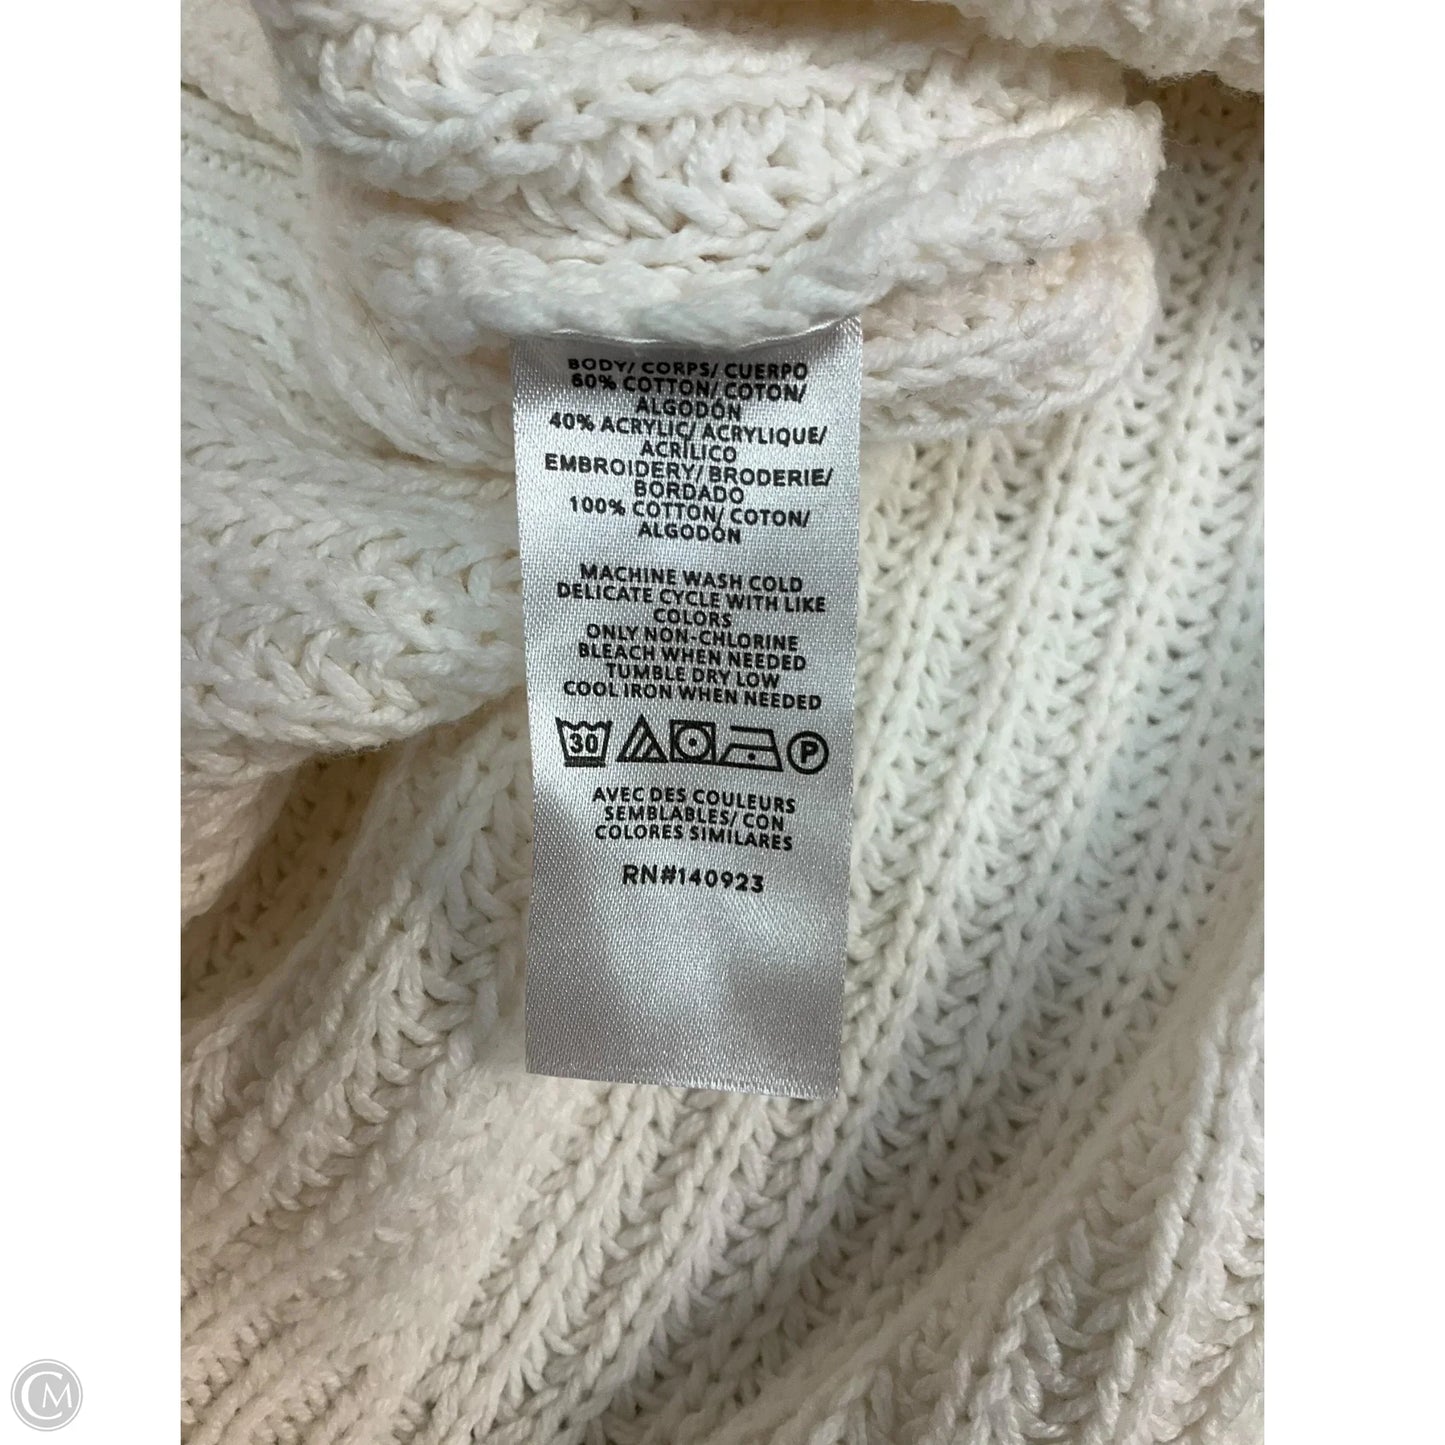 BODY/ CORPS/ CUERPO
60% COTTON/ COTON/
ALGODÓN
40% ACRYLIC/ ACRYLIQUE/
ACRÍLICO
EMBROIDERY/ BRODERIE/
BORDADO
100% COTTON/ COTON/
ALGODÓN
MACHINE WASH COLD
DELICATE CYCLE WITH LIKE
COLORS
ONLY NON-CHLORINE
BLEACH WHEN NEEDED
TUMBLE DRY LOW
COOL IRON WHEN NEEDED
30 P
AVEC DES COULEURS
SEMBLABLES/ CON
COLORES SIMILARES
RN#140923
CM